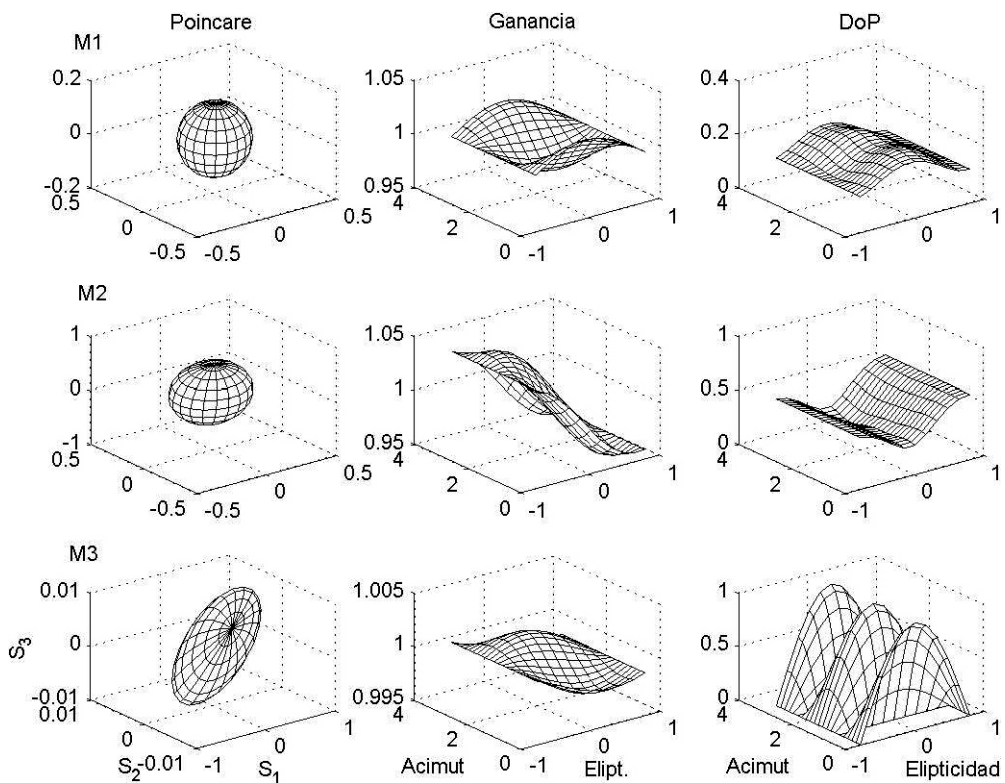 Poincare Ganancia DoP
M1
0.2 1.05 0.4
0 1 0.2
-0.2 0.95 0
0.5 0.5 4 1 4 1
0 0 2 0 2 0
-0.5 -0.5 0 -1 0 -1
M2
1 1.05 1
0 1 0.5
-1 0.95 0
0.5 0.5 4 1 4 1
0 0 2 0 2 0
-0.5 -0.5 0 -1 0 -1
M3
0.01 1.005 1
S3 0 1 0.5
-0.01 0.995 0
0.01 1 4 1 4 1
0 0 2 0 2 0
S2 -0.01 -1 S1 Acimut 0 -1 Elipt. Acimut 0 -1 Elipticidad